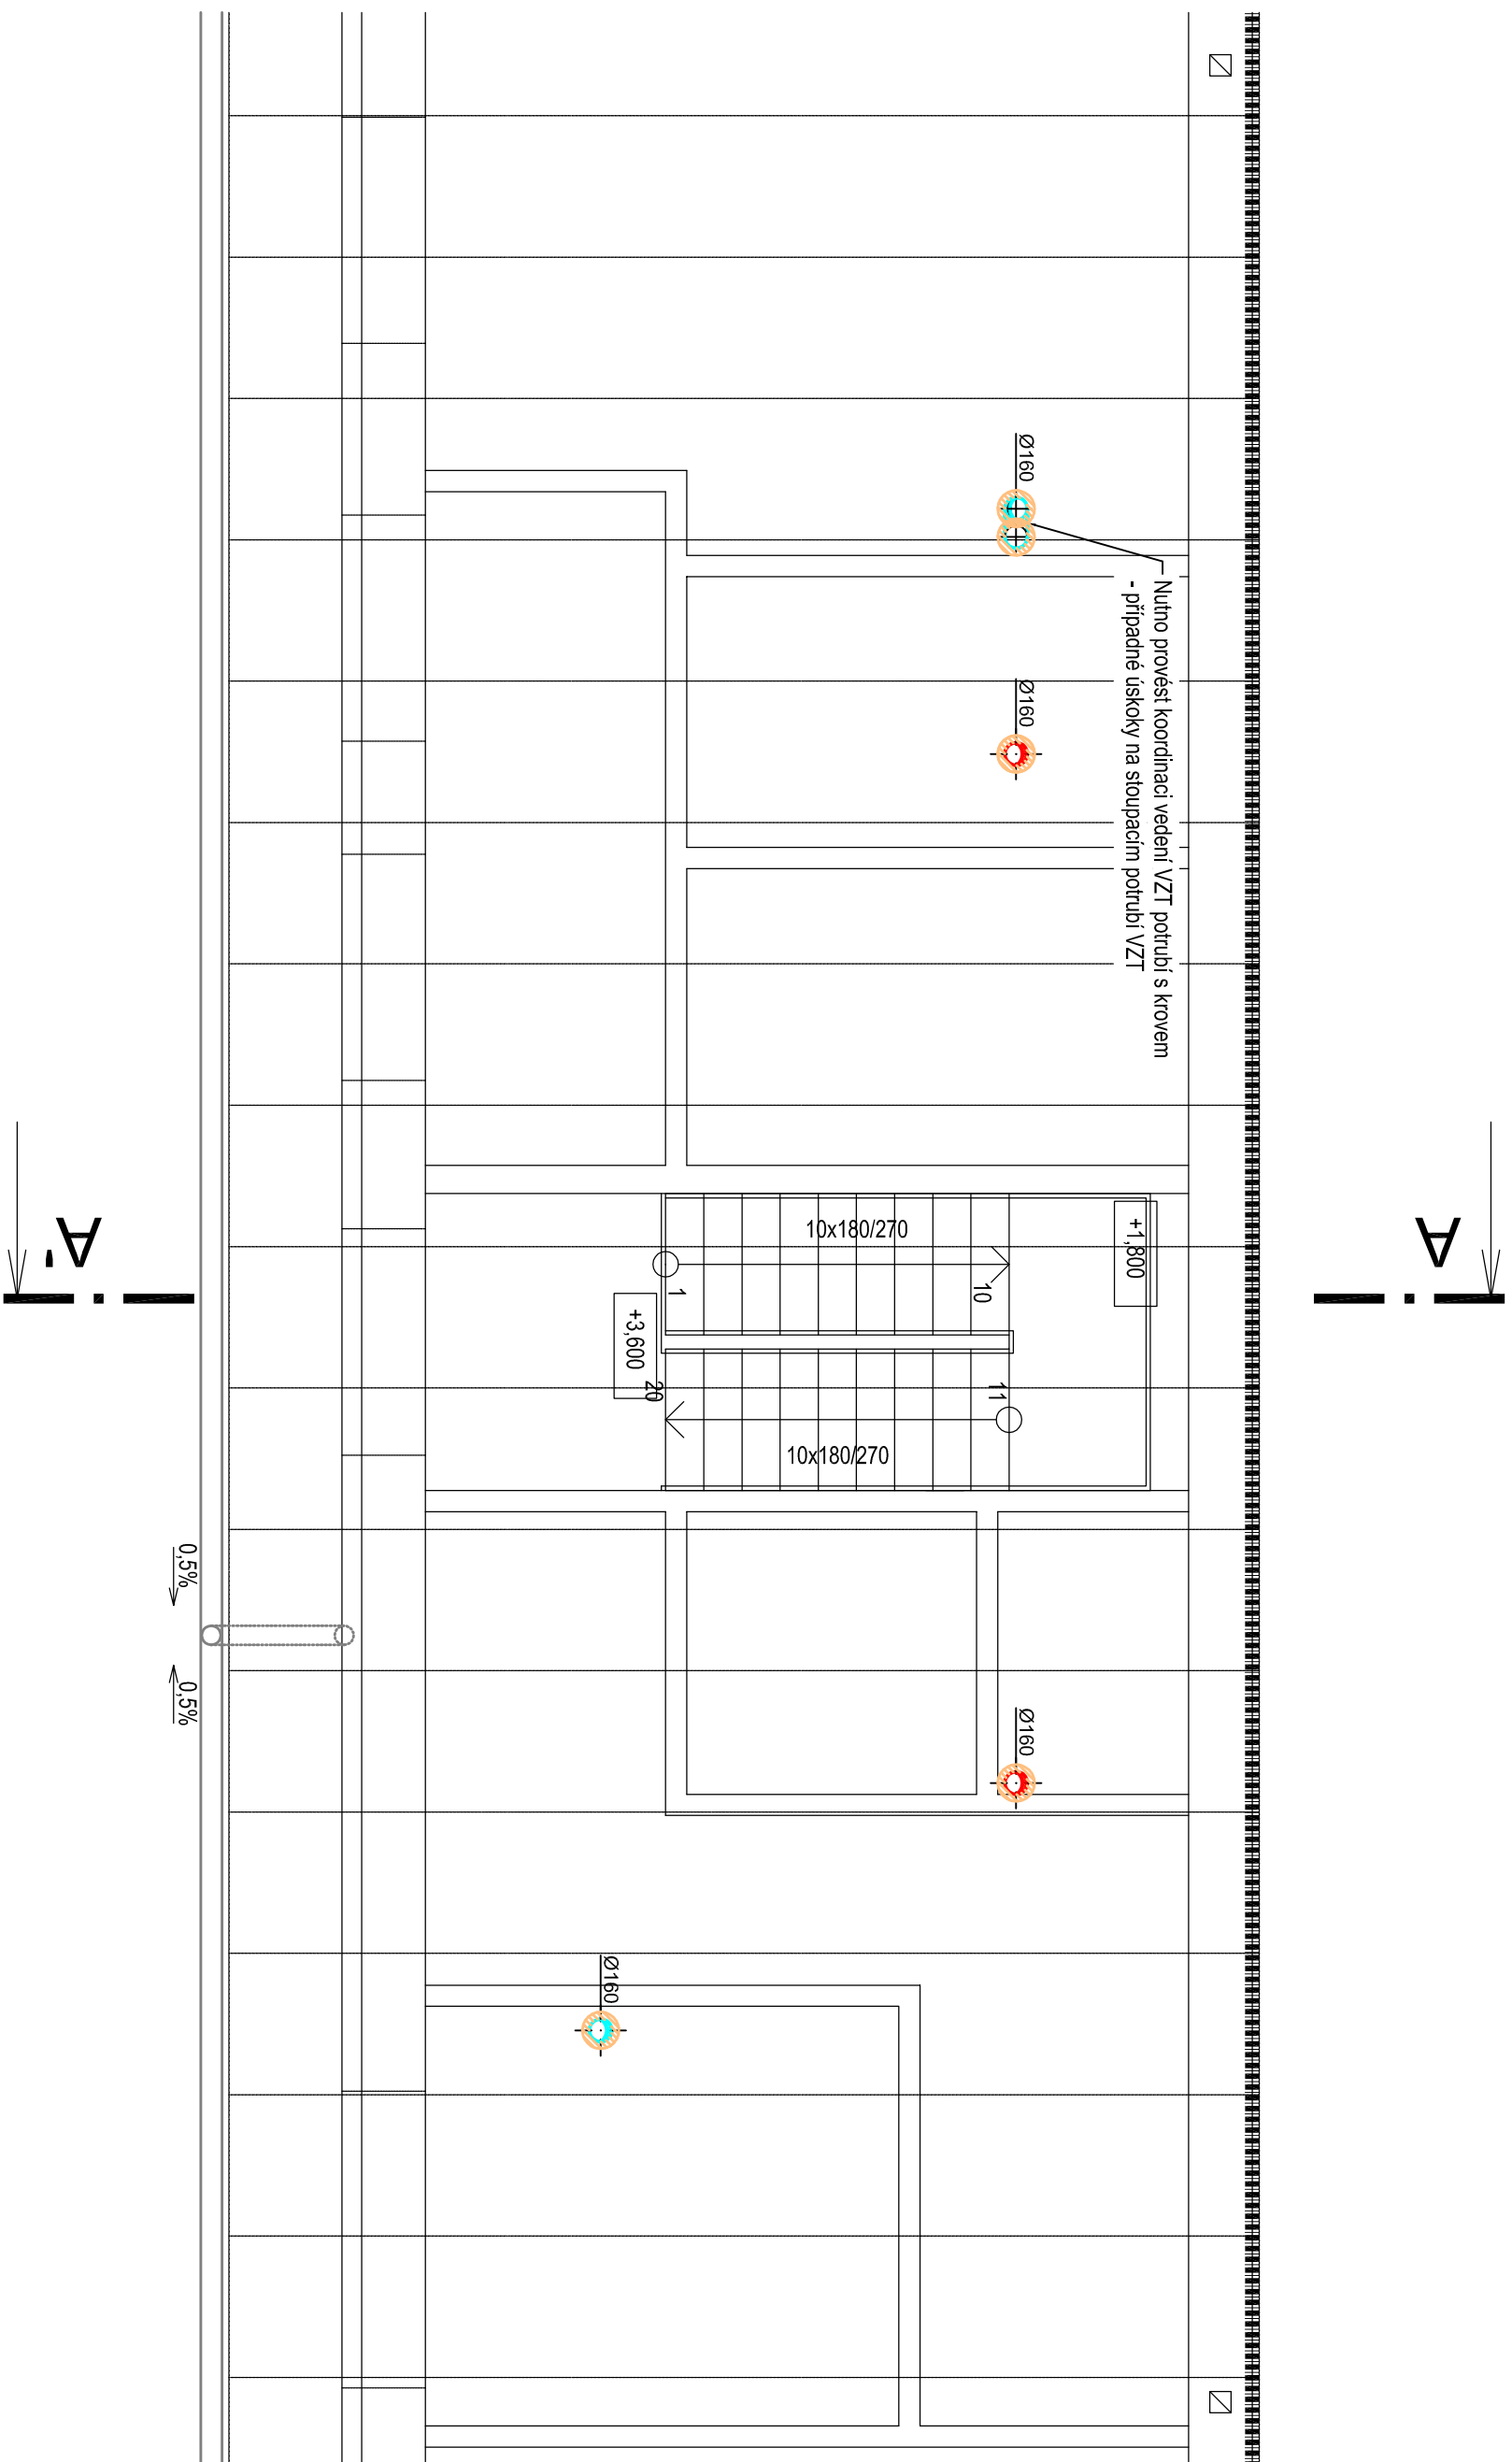 Ø160
Nutno provést koordinaci vedení VZT potrubí s krovem
- případné úskoky na stoupacím potrubí VZT
Ø160
A
A'
+1,800
10x180/270
1
10
+3,600
20
11
10x180/270
0,5%
0,5%
Ø160
Ø160